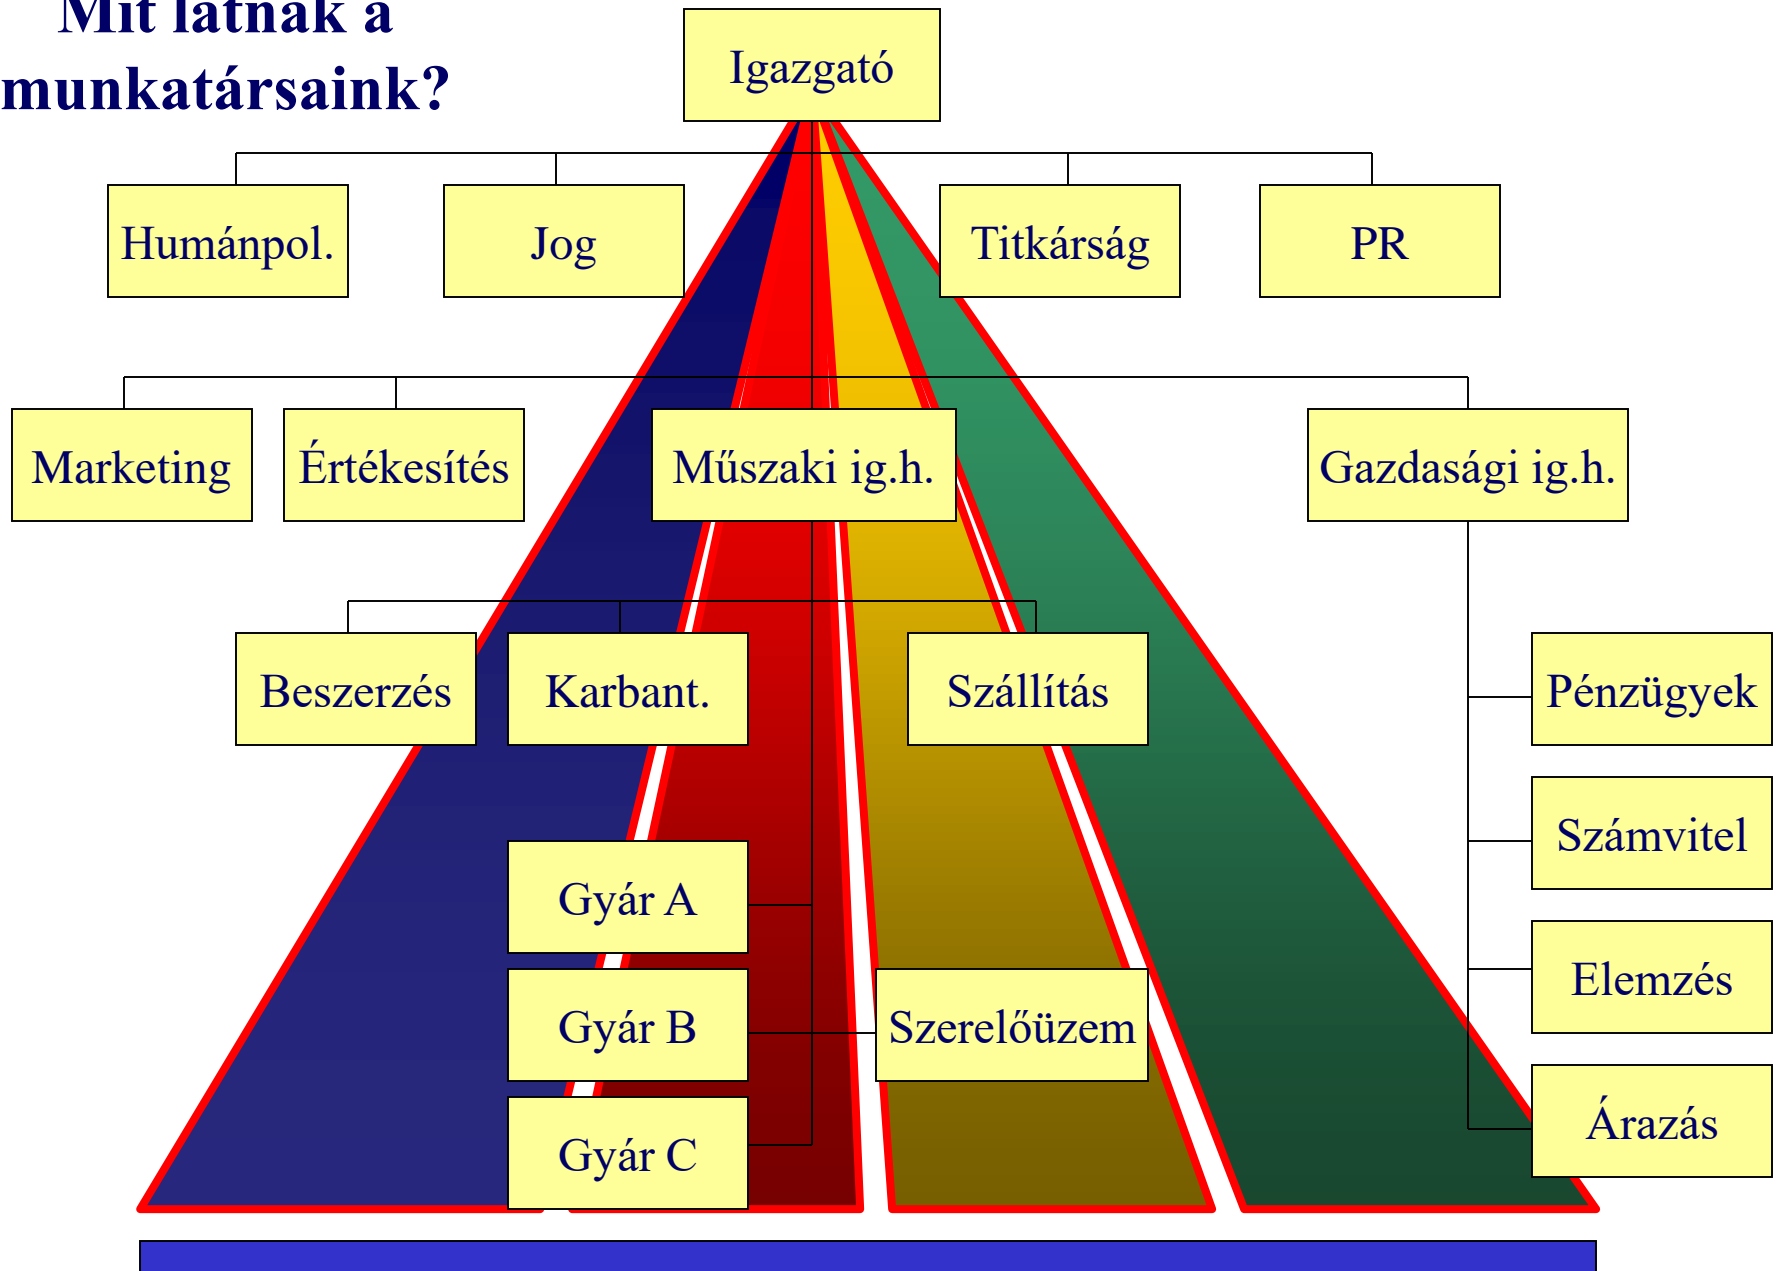 Mit látnak a
munkatársaink?
Igazgató
Humánpol.
Jog
Titkárság
PR
Marketing
Értékesítés
Műszaki ig.h.
Gazdasági ig.h.
Beszerzés
Karbant.
Szállítás
Pénzügyek
Számvitel
Gyár A
Elemzés
Gyár B
Szerelőüzem
Árazás
Gyár C